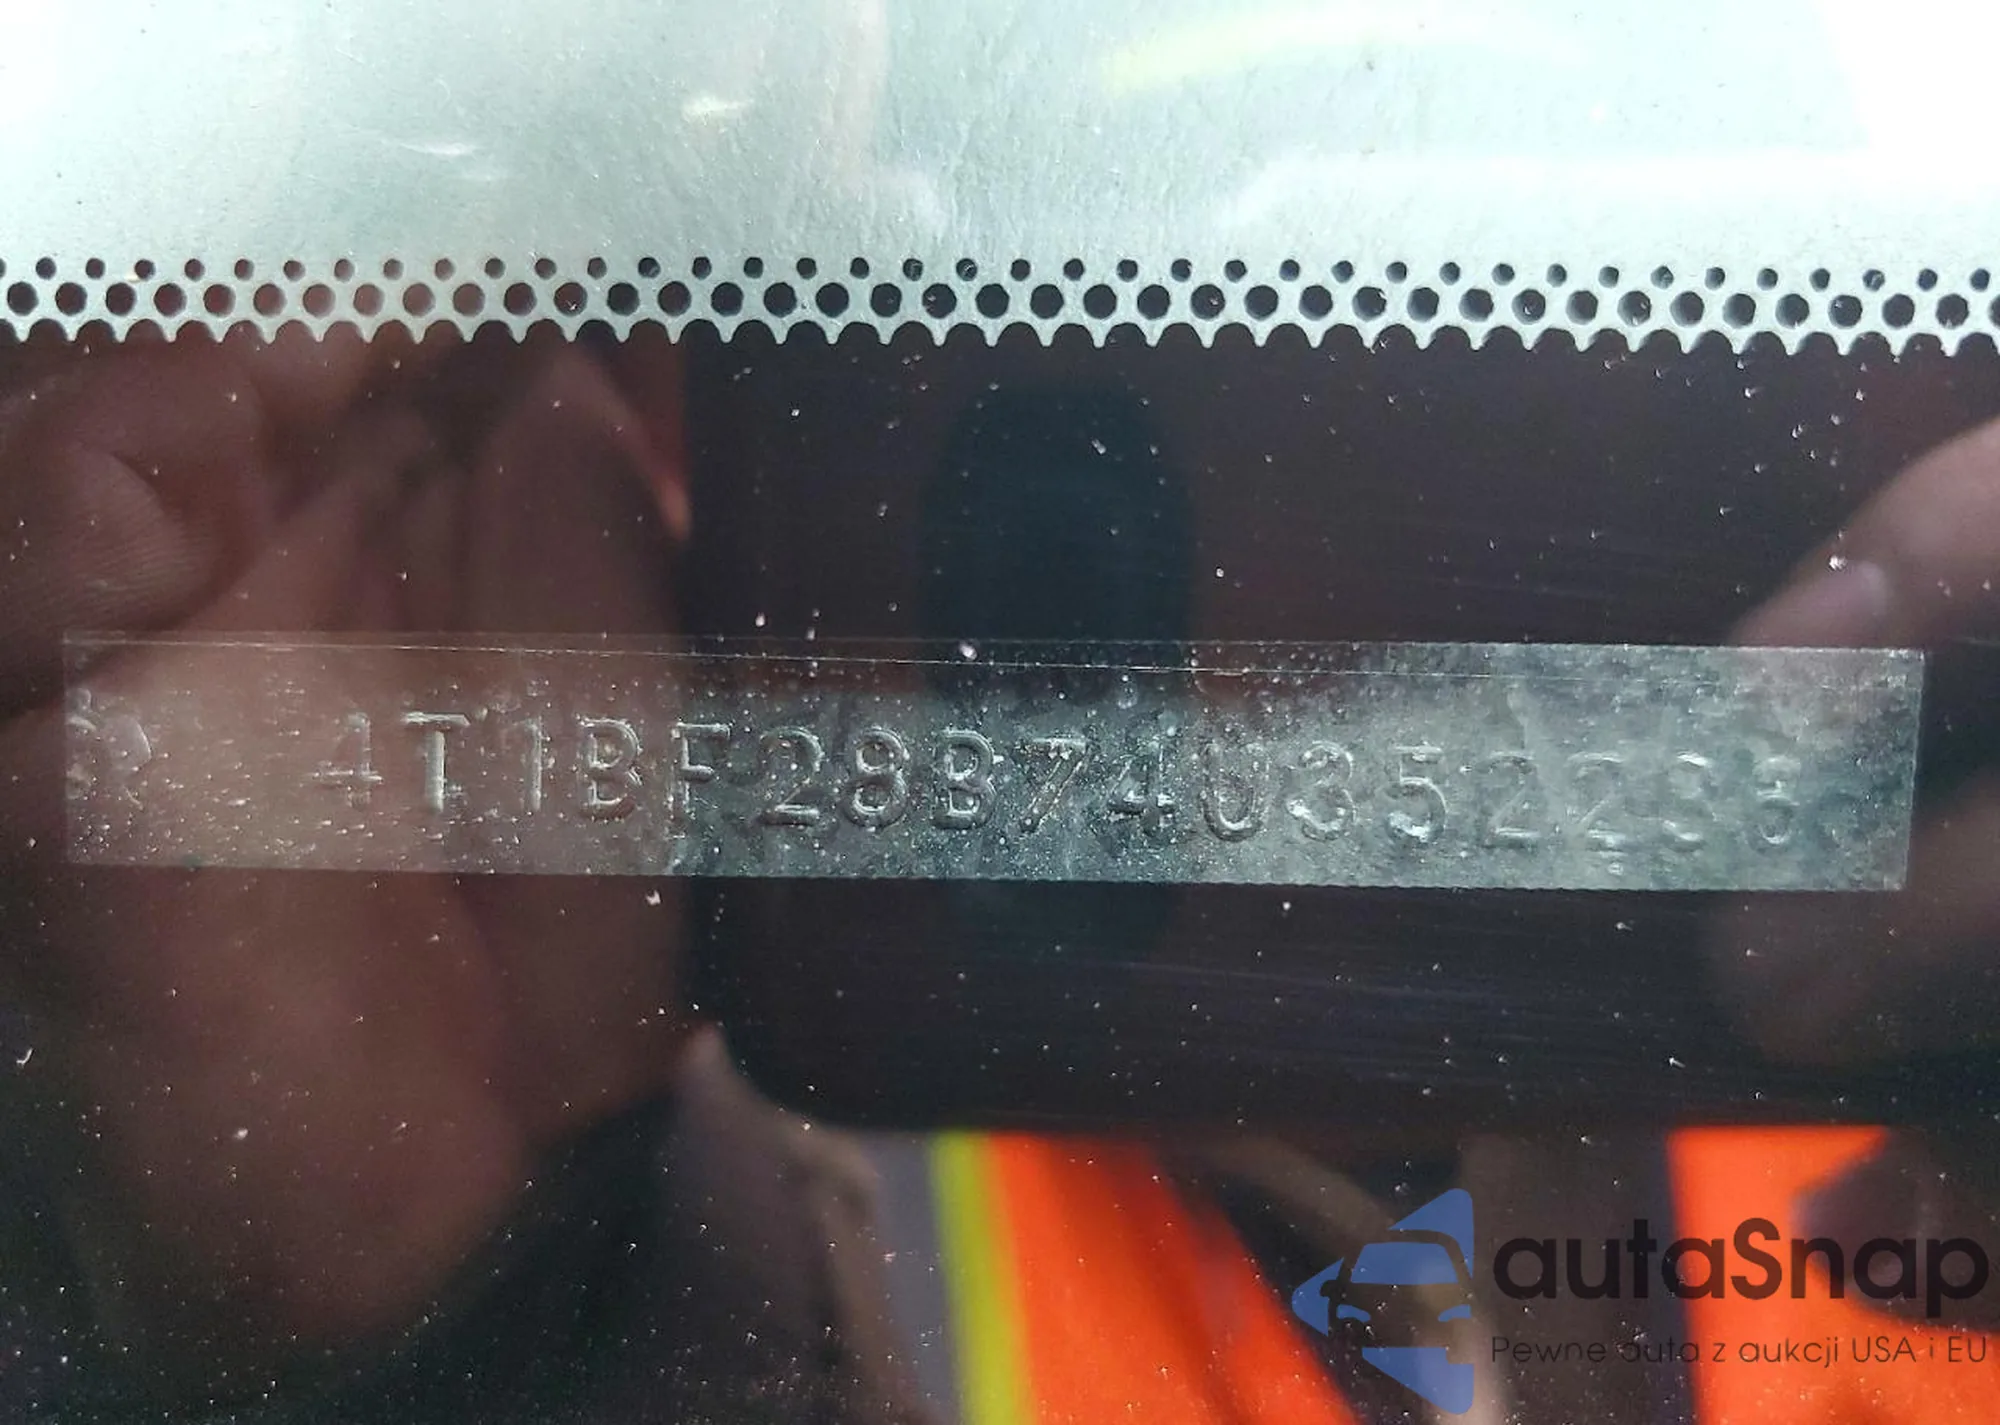 4T1BF28B74U352236
autaSnap
Pewne auta z aukcji USA i EU